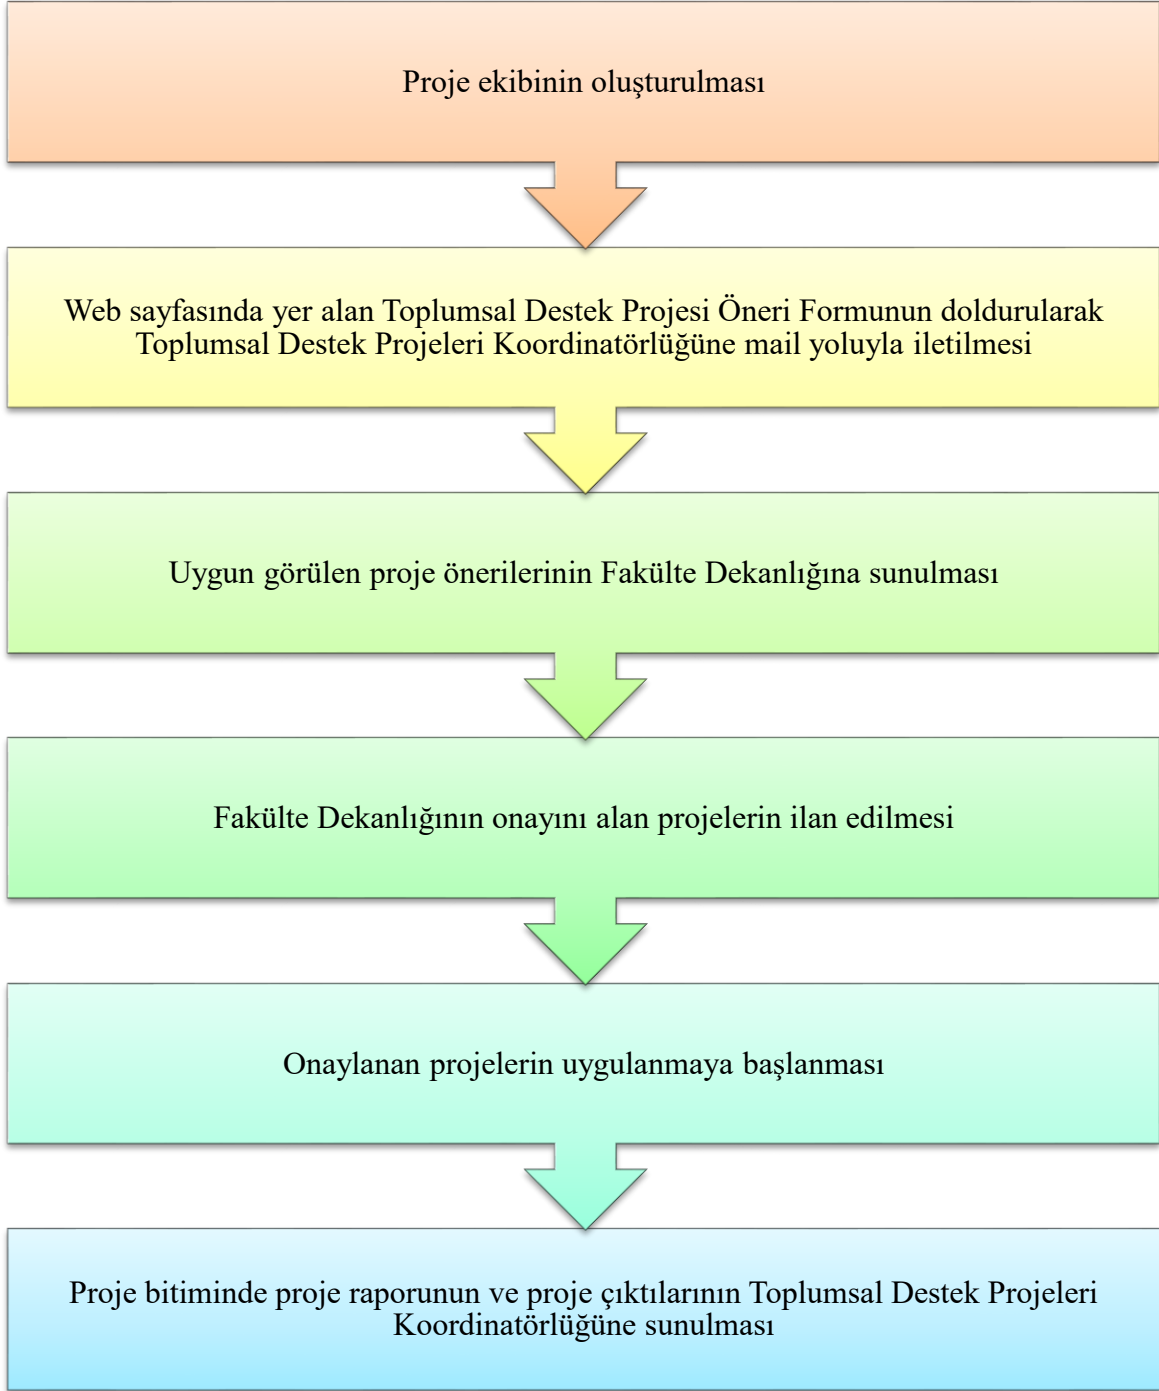 Proje ekibinin oluşturulması
Web sayfasında yer alan Toplumsal Destek Projesi Öneri Formunun doldurularak
Toplumsal Destek Projeleri Koordinatörlüğüne mail yoluyla iletilmesi
Uygun görülen proje önerilerinin Fakülte Dekanlığına sunulması
Fakülte Dekanlığının onayını alan projelerin ilan edilmesi
Onaylanan projelerin uygulanmaya başlanması
Proje bitiminde proje raporunun ve proje çıktılarının Toplumsal Destek Projeleri
Koordinatörlüğüne sunulması